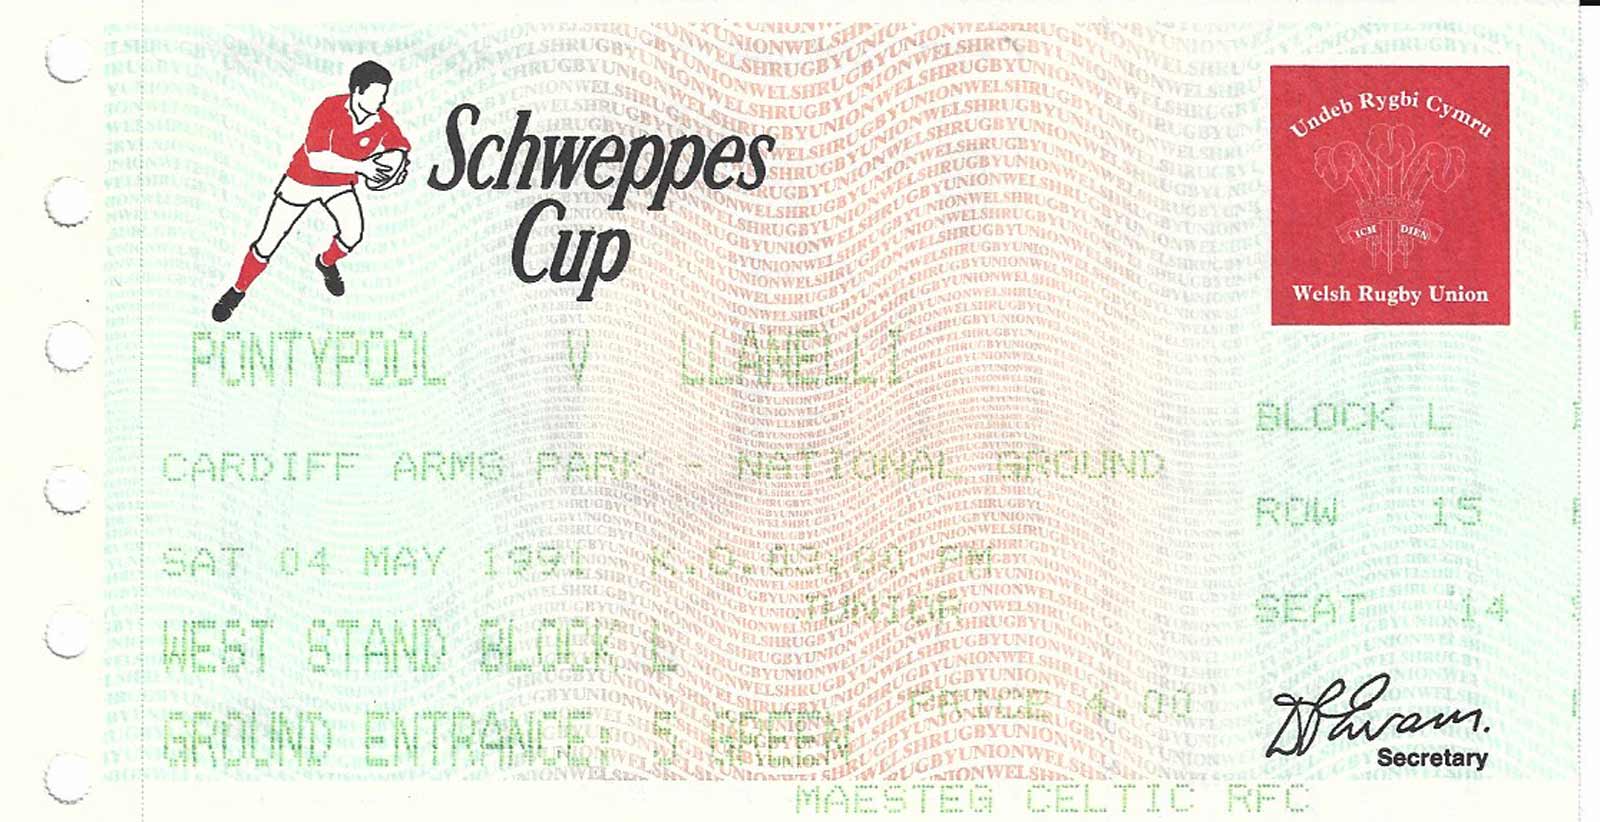 Schweppes
Cup
Undeb Rygbi Cymru
ICH DIEN
Welsh Rugby Union
PONTYPOOL V LLANELLI
CARDIFF ARMS PARK - NATIONAL GROUND
SAT 04 MAY 1991 K.O.03:00 PM
JUNIOR
WEST STAND BLOCK L
PRICE 4.00
GROUND ENTRANCE: 5 GREEN
MAESTEG CELTIC RFC
BLOCK L
ROW 15
SEAT 14
Secretary